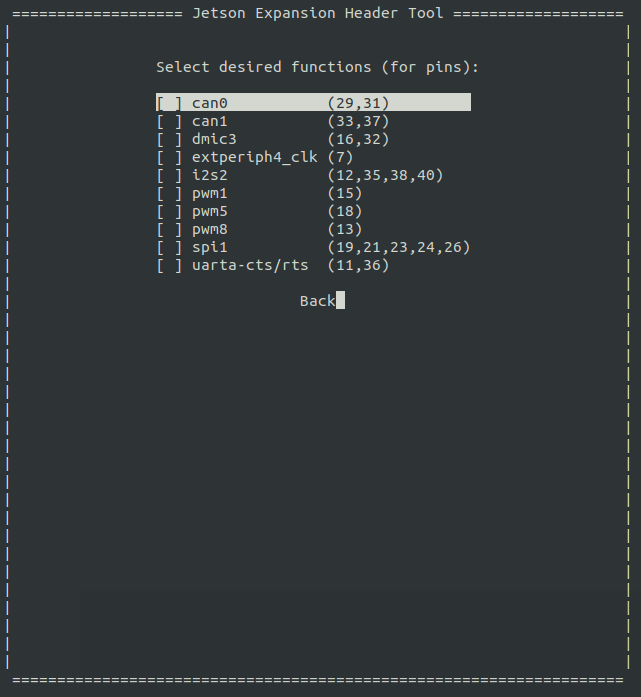 =================== Jetson Expansion Header Tool ===================
Select desired functions (for pins):
[ ] can0           (29,31)
[ ] can1           (33,37)
[ ] dmic3          (16,32)
[ ] extperiph4_clk (7)
[ ] i2s2           (12,35,38,40)
[ ] pwm1           (15)
[ ] pwm5           (18)
[ ] pwm8           (13)
[ ] spi1           (19,21,23,24,26)
[ ] uarta-cts/rts  (11,36)
Back
====================================================================